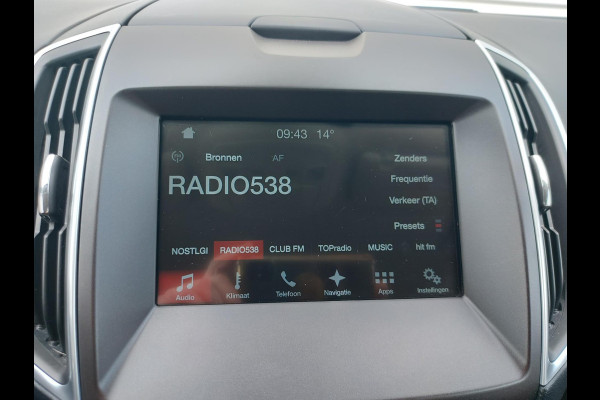 09:43 14°
Bronnen AF Zenders
RADIO538
Frequentie
Verkeer (TA)
Presets
NOSTLGI RADIO538 CLUB FM TOPradio MUSIC hit fm
Audio Klimaat Telefoon Navigatie Apps Instellingen